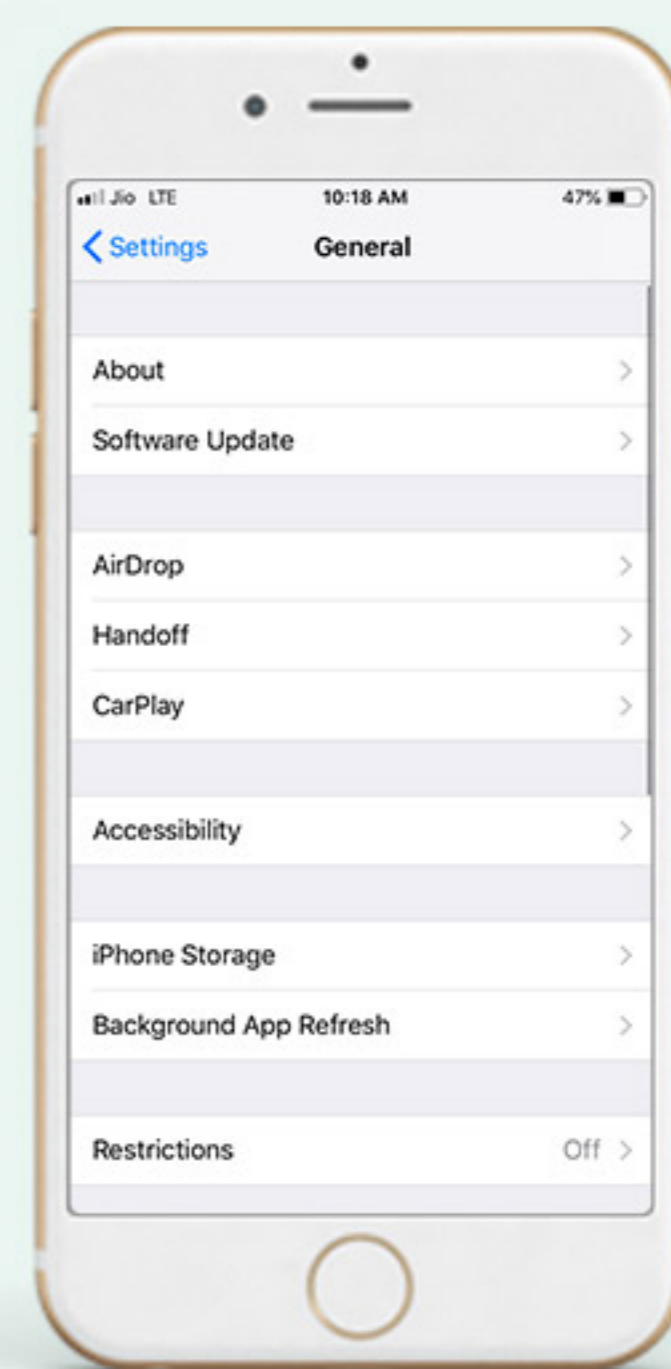 Jio LTE 10:18 AM 47%
Settings General
About
Software Update
AirDrop
Handoff
CarPlay
Accessibility
iPhone Storage
Background App Refresh
Restrictions Off